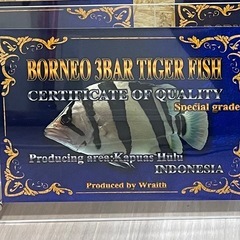 BORNEO 3BAR TIGER FISH
CERTIFICATE OF QUALITY
Special grade
Producing area:Kapuas Hulu
INDONESIA
Produced by Wraith